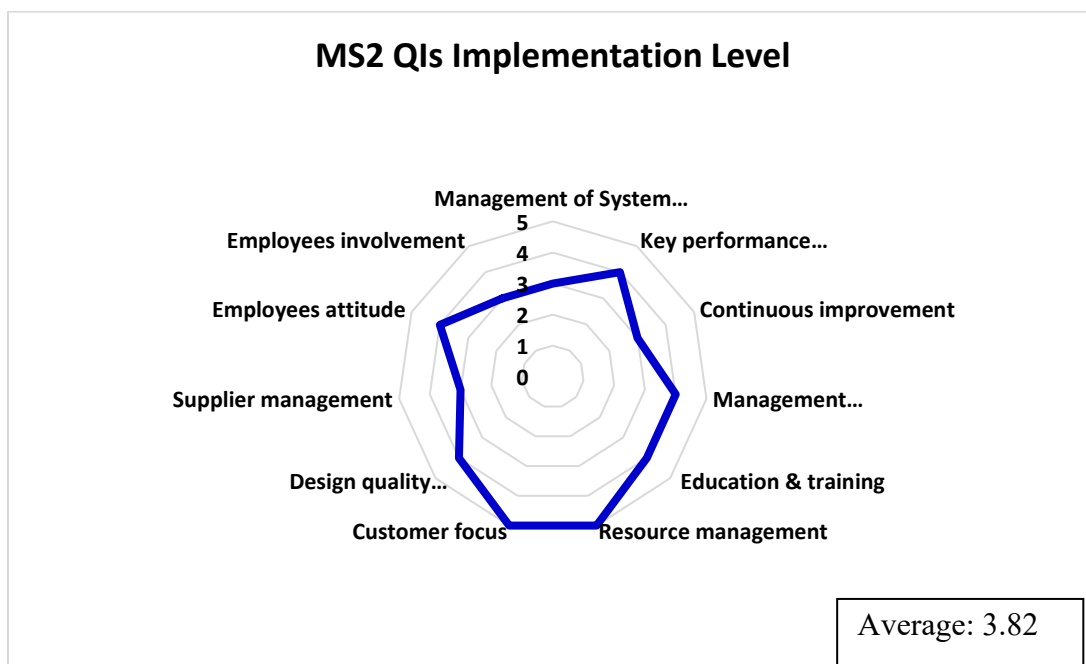 MS2 QIs Implementation Level
Management of System...
Employees involvement
Key performance...
Employees attitude
Continuous improvement
Supplier management
Management...
Design quality...
Education & training
Customer focus
Resource management
5
4
3
2
1
0
Average: 3.82